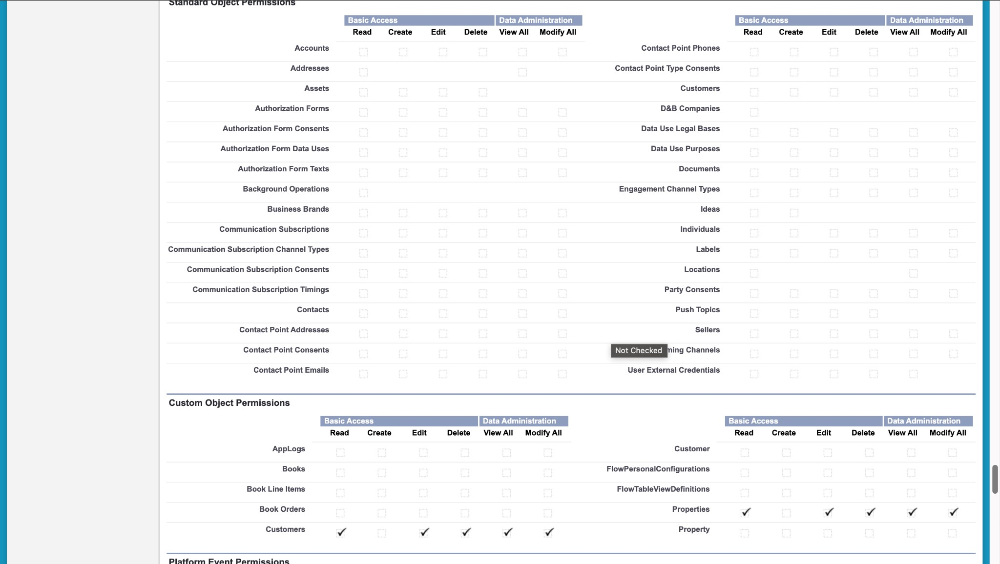 Standard Object Permissions
Basic Access Data Administration Basic Access Data Administration
Read Create Edit Delete View All Modify All Read Create Edit Delete View All Modify All
Accounts Contact Point Phones
Addresses Contact Point Type Consents
Assets Customers
Authorization Forms D&B Companies
Authorization Form Consents Data Use Legal Bases
Authorization Form Data Uses Data Use Purposes
Authorization Form Texts Documents
Background Operations Engagement Channel Types
Business Brands Ideas
Communication Subscriptions Individuals
Communication Subscription Channel Types Labels
Communication Subscription Consents Locations
Communication Subscription Timings Party Consents
Contacts Push Topics
Contact Point Addresses Sellers
Contact Point Consents Not Checked ming Channels
Contact Point Emails User External Credentials
Custom Object Permissions
Basic Access Data Administration Basic Access Data Administration
Read Create Edit Delete View All Modify All Read Create Edit Delete View All Modify All
AppLogs Customer
Books FlowPersonalConfigurations
Book Line Items FlowTableViewDefinitions
Book Orders Properties
Customers Property
Platform Event Permissions